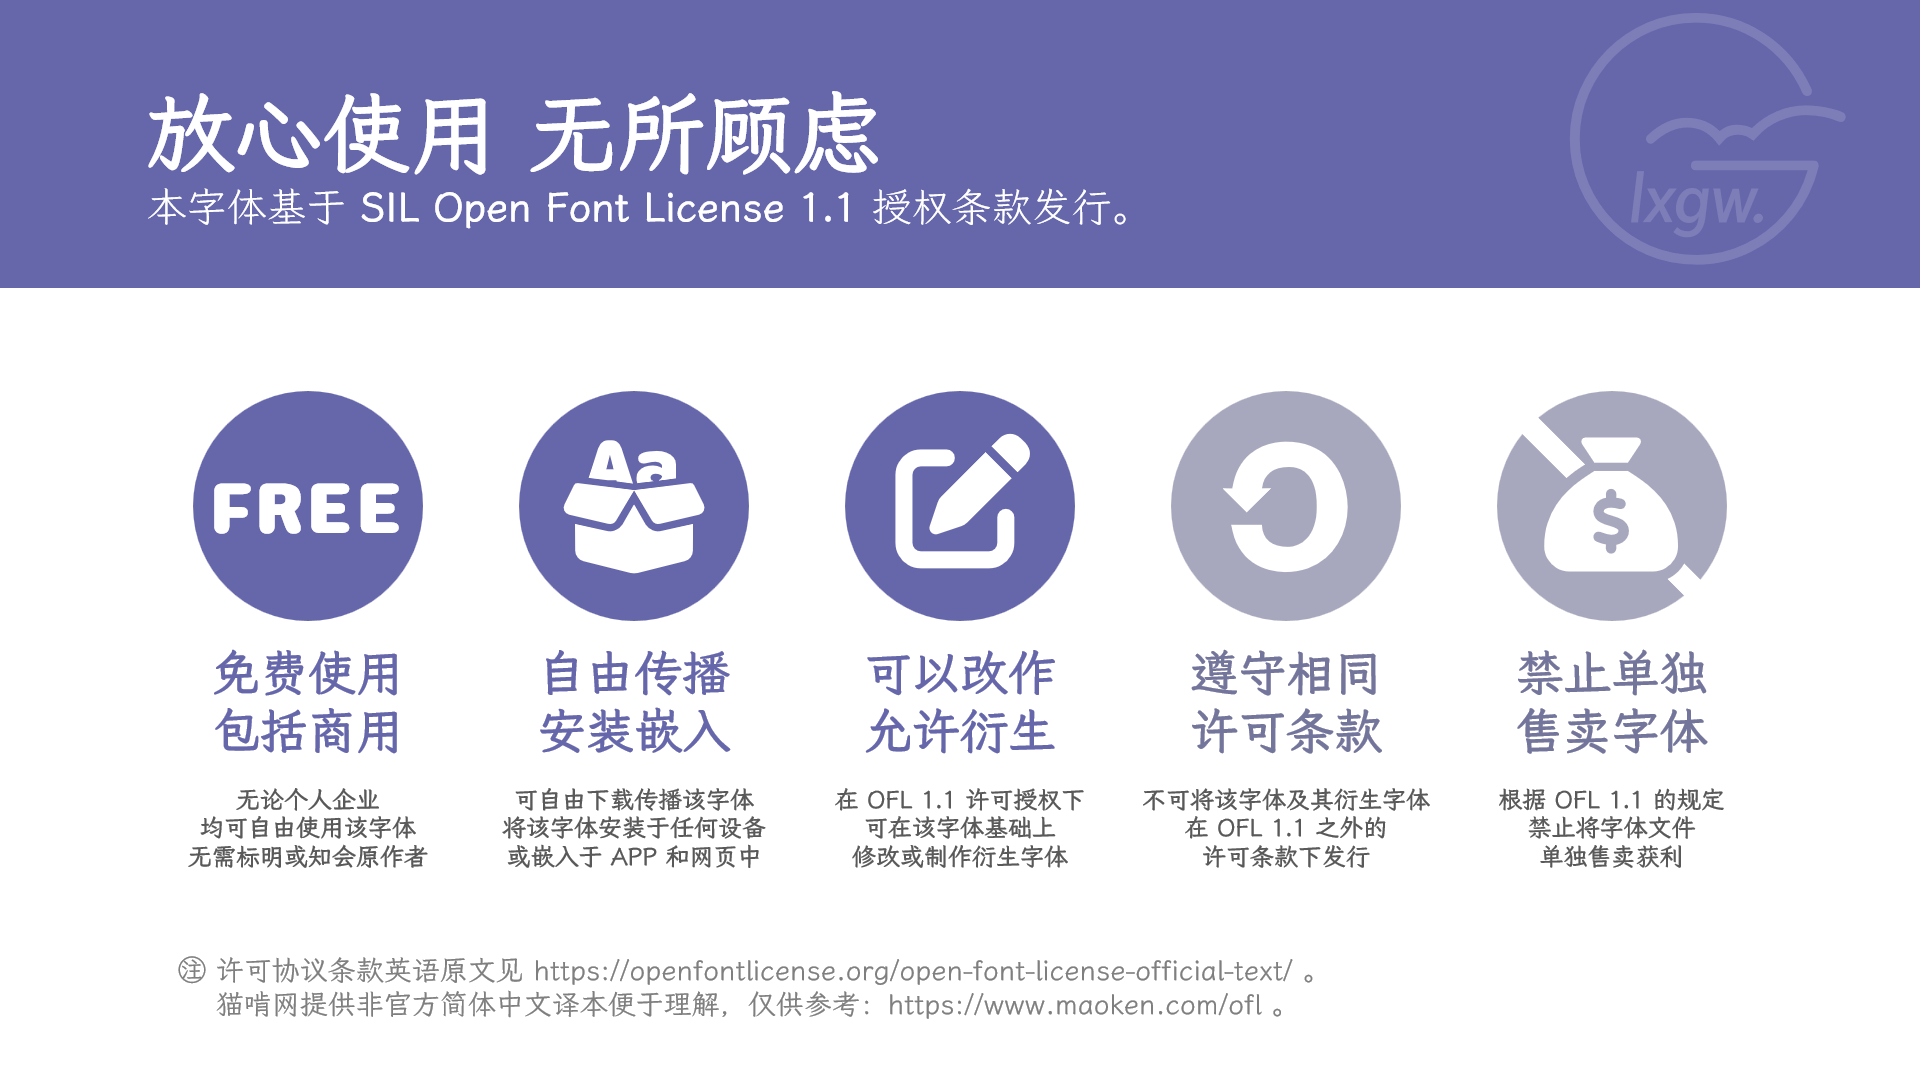 放心使用 无所顾虑
本字体基于 SIL Open Font License 1.1 授权条款发行。
lxgw.
FREE
免费使用
包括商用
无论个人企业
均可自由使用该字体
无需标明或知会原作者
Aa
自由传播
安装嵌入
可自由下载传播该字体
将该字体安装于任何设备
或嵌入于 APP 和网页中
可以改作
允许衍生
在 OFL 1.1 许可授权下
可在该字体基础上
修改或制作衍生字体
遵守相同
许可条款
不可将该字体及其衍生字体
在 OFL 1.1 之外的
许可条款下发行
$
禁止单独
售卖字体
根据 OFL 1.1 的规定
禁止将字体文件
单独售卖获利
㊟ 许可协议条款英语原文见 https://openfontlicense.org/open-font-license-official-text/ 。
猫啃网提供非官方简体中文译本便于理解，仅供参考：https://www.maoken.com/ofl 。